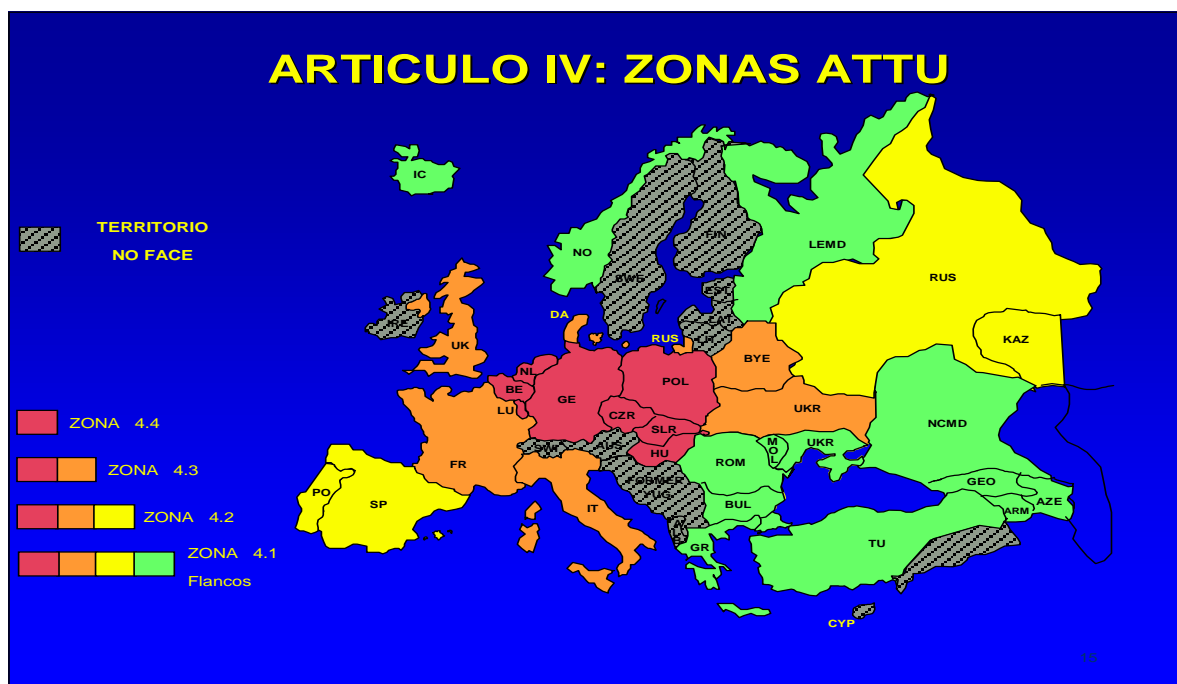 ARTICULO IV: ZONAS ATTU
IC
TERRITORIO
NO FACE
NO
SWE
FIN
LEMD
RUS
EST
LAT
LIT
IRE
UK
DA
RUS
BYE
KAZ
NL
BE
GE
POL
LU
CZR
SLR
UKR
ZONA 4.4
HU
MOL
UKR
NCMD
ZONA 4.3
FR
SWI
AUS
ROM
FORMER
YUG
GEO
PO
SP
IT
BUL
AZE
ARM
ZONA 4.2
GR
TU
ZONA 4.1
Flancos
CYP
15